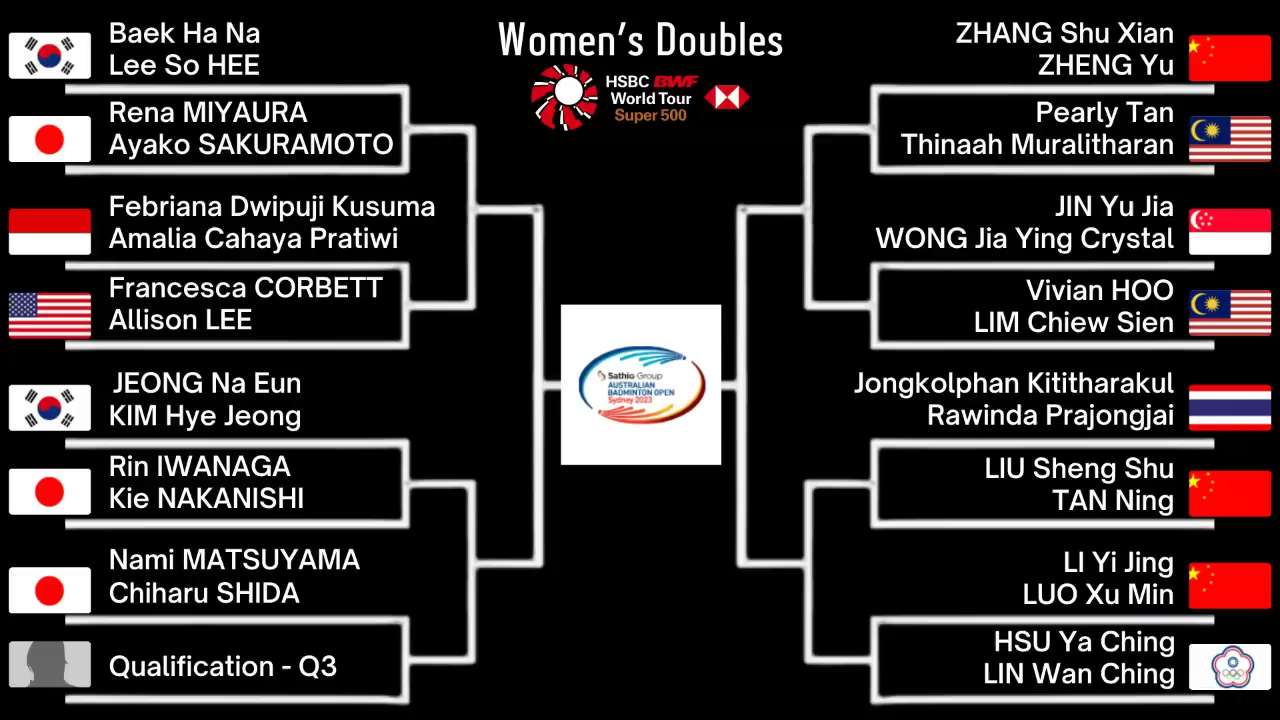 Women's Doubles
HSBC BWF
World Tour
Super 500
Baek Ha Na
Lee So HEE
Rena MIYAURA
Ayako SAKURAMOTO
Febriana Dwipuji Kusuma
Amalia Cahaya Pratiwi
Francesca CORBETT
Allison LEE
JEONG Na Eun
KIM Hye Jeong
Rin IWANAGA
Kie NAKANISHI
Nami MATSUYAMA
Chiharu SHIDA
Qualification - Q3
Sathio Group
AUSTRALIAN
BADMINTON OPEN
Sydney 2023
ZHANG Shu Xian
ZHENG Yu
Pearly Tan
Thinaah Muralitharan
JIN Yu Jia
WONG Jia Ying Crystal
Vivian HOO
LIM Chiew Sien
Jongkolphan Kititharakul
Rawinda Prajongjai
LIU Sheng Shu
TAN Ning
LI Yi Jing
LUO Xu Min
HSU Ya Ching
LIN Wan Ching